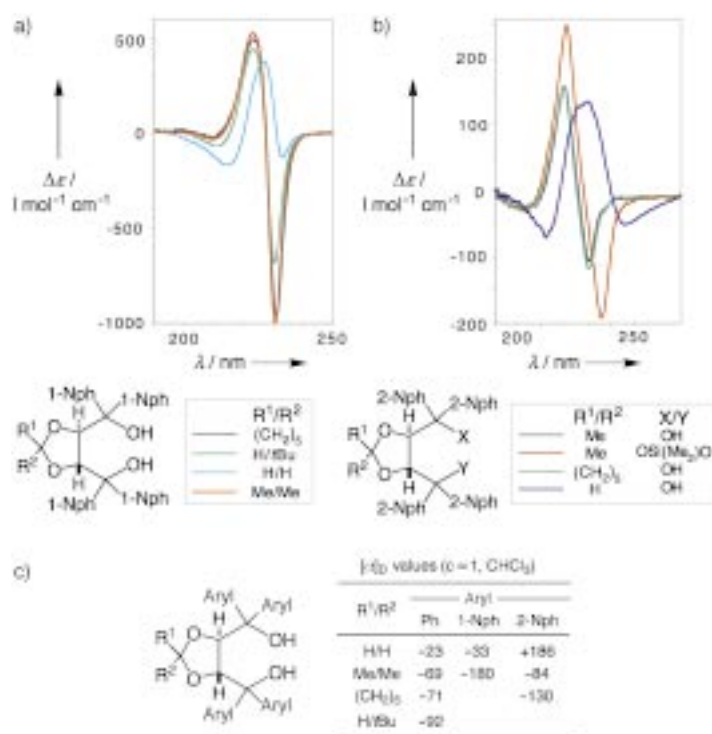 a)
500
0
-500
-1000
Δε /
l mol⁻¹ cm⁻¹
200
250
λ / nm
b)
200
100
0
-100
-200
Δε /
l mol⁻¹ cm⁻¹
200
250
λ / nm
1-Nph
1-Nph
H
R¹
O
OH
R²
O
OH
H
1-Nph
1-Nph
R¹/R²
(CH₂)₅
H/tBu
H/H
Me/Me
2-Nph
2-Nph
H
R¹
O
X
R²
O
Y
H
2-Nph
2-Nph
R¹/R² X/Y
Me OH
Me OSi(Me₂)O
(CH₂)₅ OH
H OH
c)
Aryl
Aryl
H
R¹
O
OH
R²
O
OH
H
Aryl
Aryl
[α]D values (c = 1, CHCl₃)
R¹/R² Aryl
Ph 1-Nph 2-Nph
H/H -23 -33 +186
Me/Me -69 -180 -84
(CH₂)₅ -71 -130
H/tBu -92